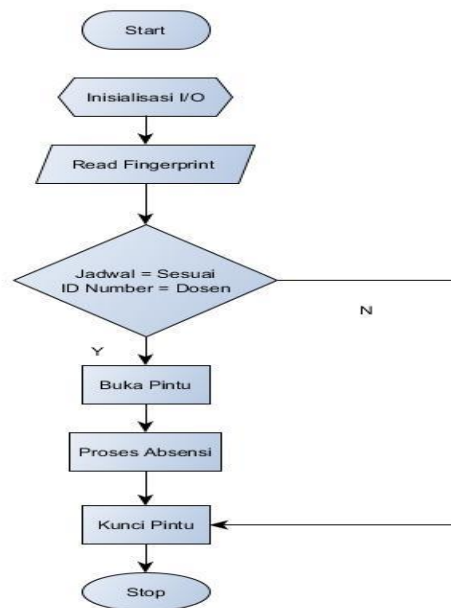 Start
Inisialisasi I/O
Read Fingerprint
Jadwal = Sesuai
ID Number = Dosen
N
Y
Buka Pintu
Proses Absensi
Kunci Pintu
Stop